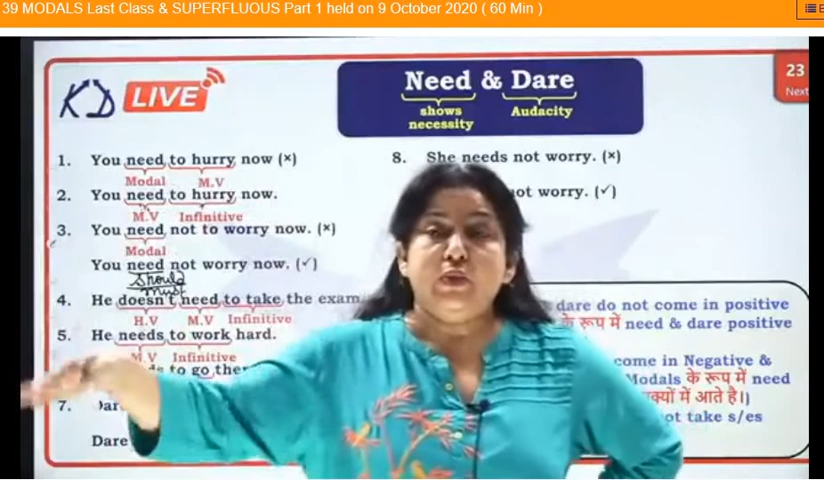 39 MODALS Last Class & SUPERFLUOUS Part 1 held on 9 October 2020 ( 60 Min )
KD LIVE
Need & Dare
shows necessity
Audacity
23
Next
1. You need to hurry now (×)
Modal M.V
2. You need to hurry now.
M.V Infinitive
3. You need not to worry now. (×)
Modal
You need not worry now. (✓)
Should
must
4. He doesn't need to take the exam
H.V M.V Infinitive
5. He needs to work hard.
M.V Infinitive
to go
7.
Dare
8. She needs not worry. (×)
not worry. (✓)
dare do not come in positive
के रूप में need & dare positive
come in Negative &
Modals के रूप में need
में आते है।)
not take s/es